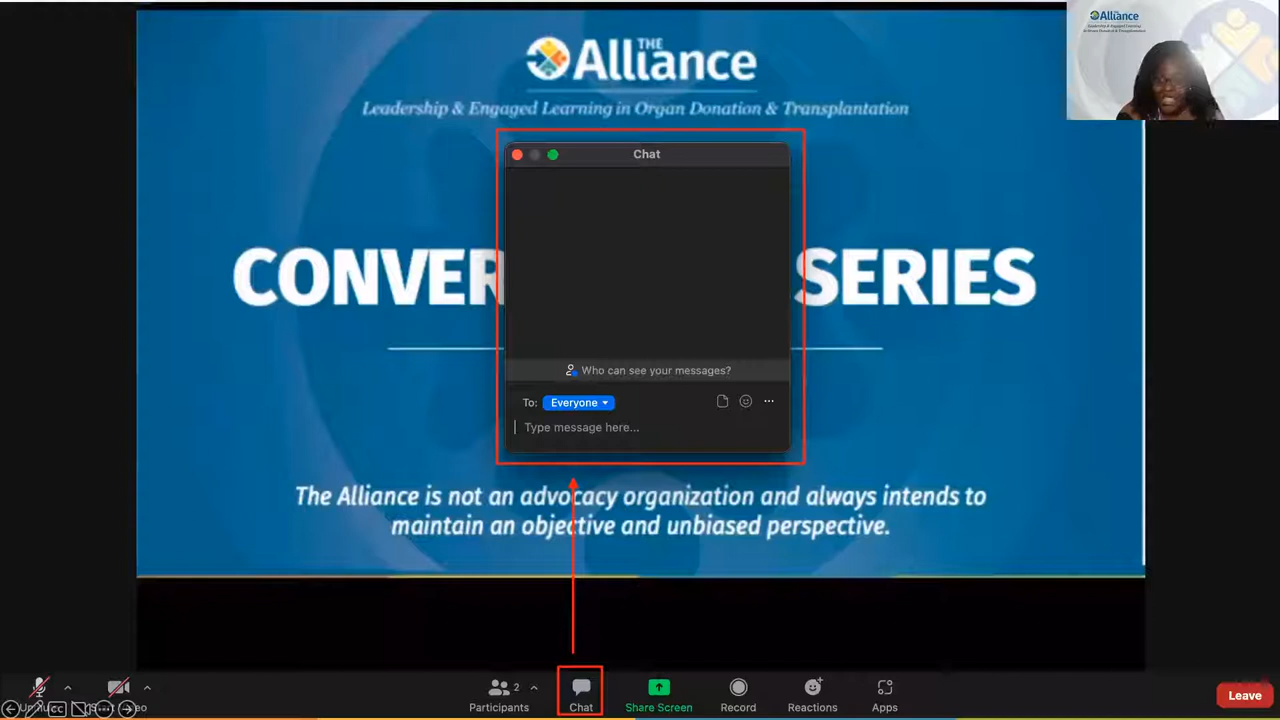 THE
Alliance
Leadership & Engaged Learning in Organ Donation & Transplantation
Alliance
Chat
CONVER
SERIES
Who can see your messages?
To: Everyone
Type message here...
The Alliance is not an advocacy organization and always intends to
maintain an objective and unbiased perspective.
Participants
2
Chat
Share Screen
Record
Reactions
Apps
Leave
CC